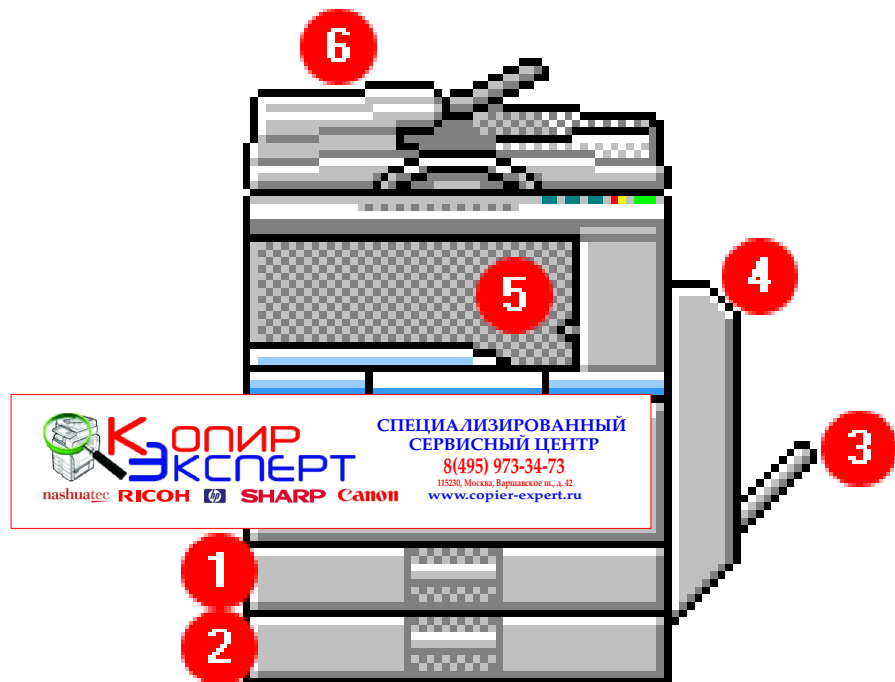 6
5
4
КОПИР
ЭКСПЕРТ
nashuatec RICOH hp SHARP Canon
СПЕЦИАЛИЗИРОВАННЫЙ
СЕРВИСНЫЙ ЦЕНТР
8(495) 973-34-73
115230, Москва, Варшавское ш., д. 42
www.copier-expert.ru
3
1
2